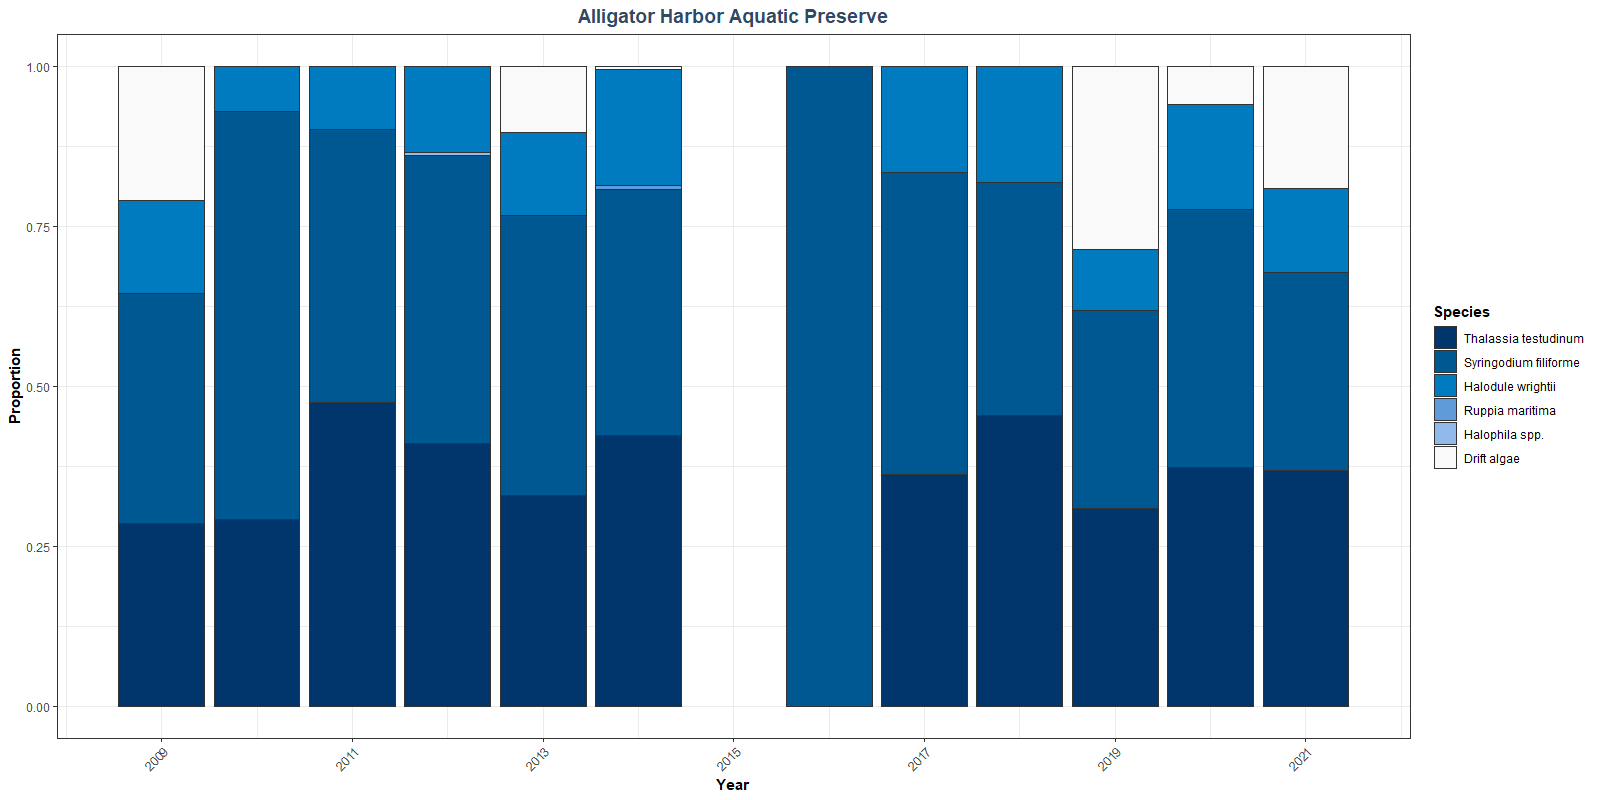 Alligator Harbor Aquatic Preserve
1.00
0.75
0.50
0.25
0.00
Proportion
2009
2011
2013
2015
2017
2019
2021
Year
Species
Thalassia testudinum
Syringodium filiforme
Halodule wrightii
Ruppia maritima
Halophila spp.
Drift algae